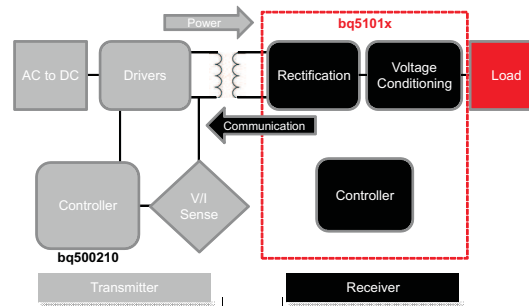 Power
bq5101x
AC to DC
Drivers
Rectification
Voltage
Conditioning
Load
Communication
Controller
V/I
Sense
Controller
bq500210
Transmitter
Receiver